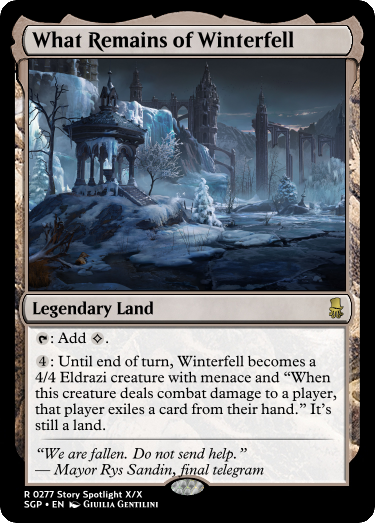 What Remains of Winterfell
Legendary Land
: Add .
4 : Until end of turn, Winterfell becomes a
4/4 Eldrazi creature with menace and “When
this creature deals combat damage to a player,
that player exiles a card from their hand.” It’s
still a land.
“We are fallen. Do not send help.”
— Mayor Rys Sandin, final telegram
R 0277 Story Spotlight X/X
SGP • EN Giuilia Gentilini